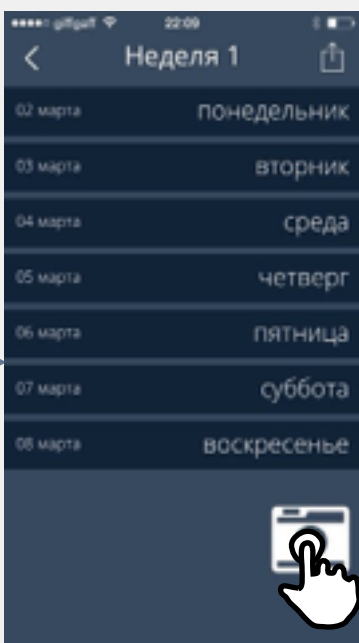 giffgaff 22:09
Неделя 1
02 марта понедельник
03 марта вторник
04 марта среда
05 марта четверг
06 марта пятница
07 марта суббота
08 марта воскресенье